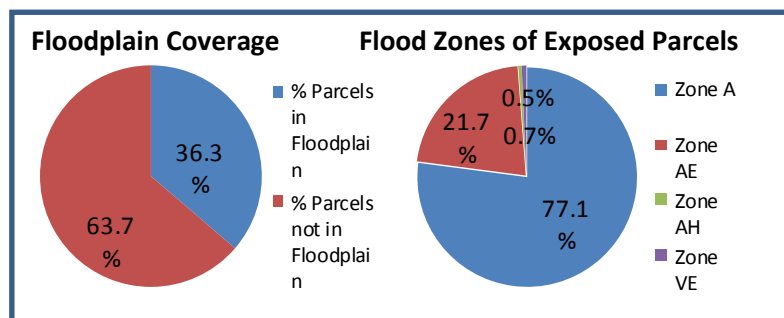 Floodplain Coverage
36.3
%
63.7
%
% Parcels
in
Floodplai
n
% Parcels
not in
Floodplai
n
Flood Zones of Exposed Parcels
0.5%
0.7%
21.7
%
77.1
%
Zone A
Zone
AE
Zone
AH
Zone
VE